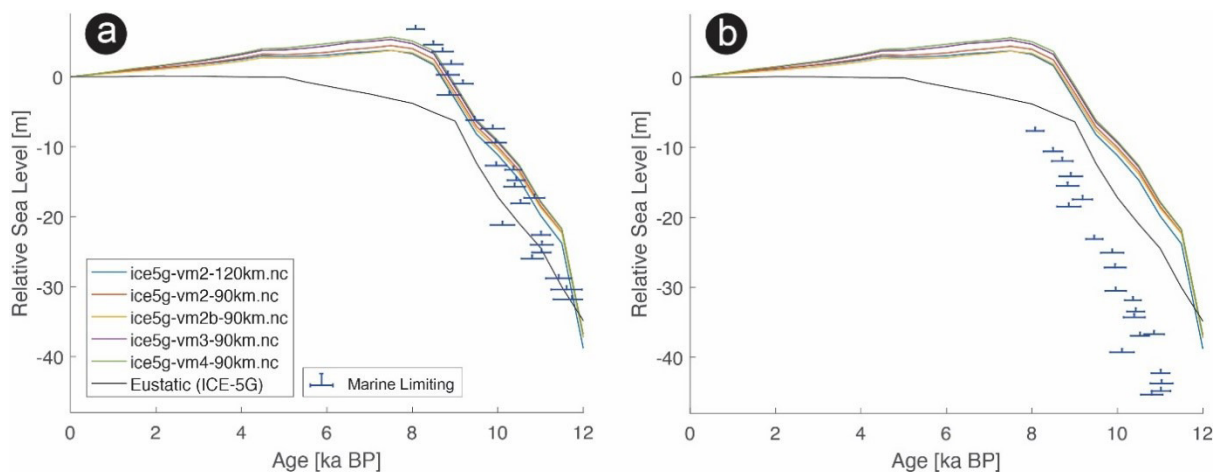 a
b
0
-10
-20
-30
-40
Relative Sea Level [m]
ice5g-vm2-120km.nc
ice5g-vm2-90km.nc
ice5g-vm2b-90km.nc
ice5g-vm3-90km.nc
ice5g-vm4-90km.nc
Eustatic (ICE-5G)
Marine Limiting
0 2 4 6 8 10 12
Age [ka BP]
0
-10
-20
-30
-40
Relative Sea Level [m]
0 2 4 6 8 10 12
Age [ka BP]